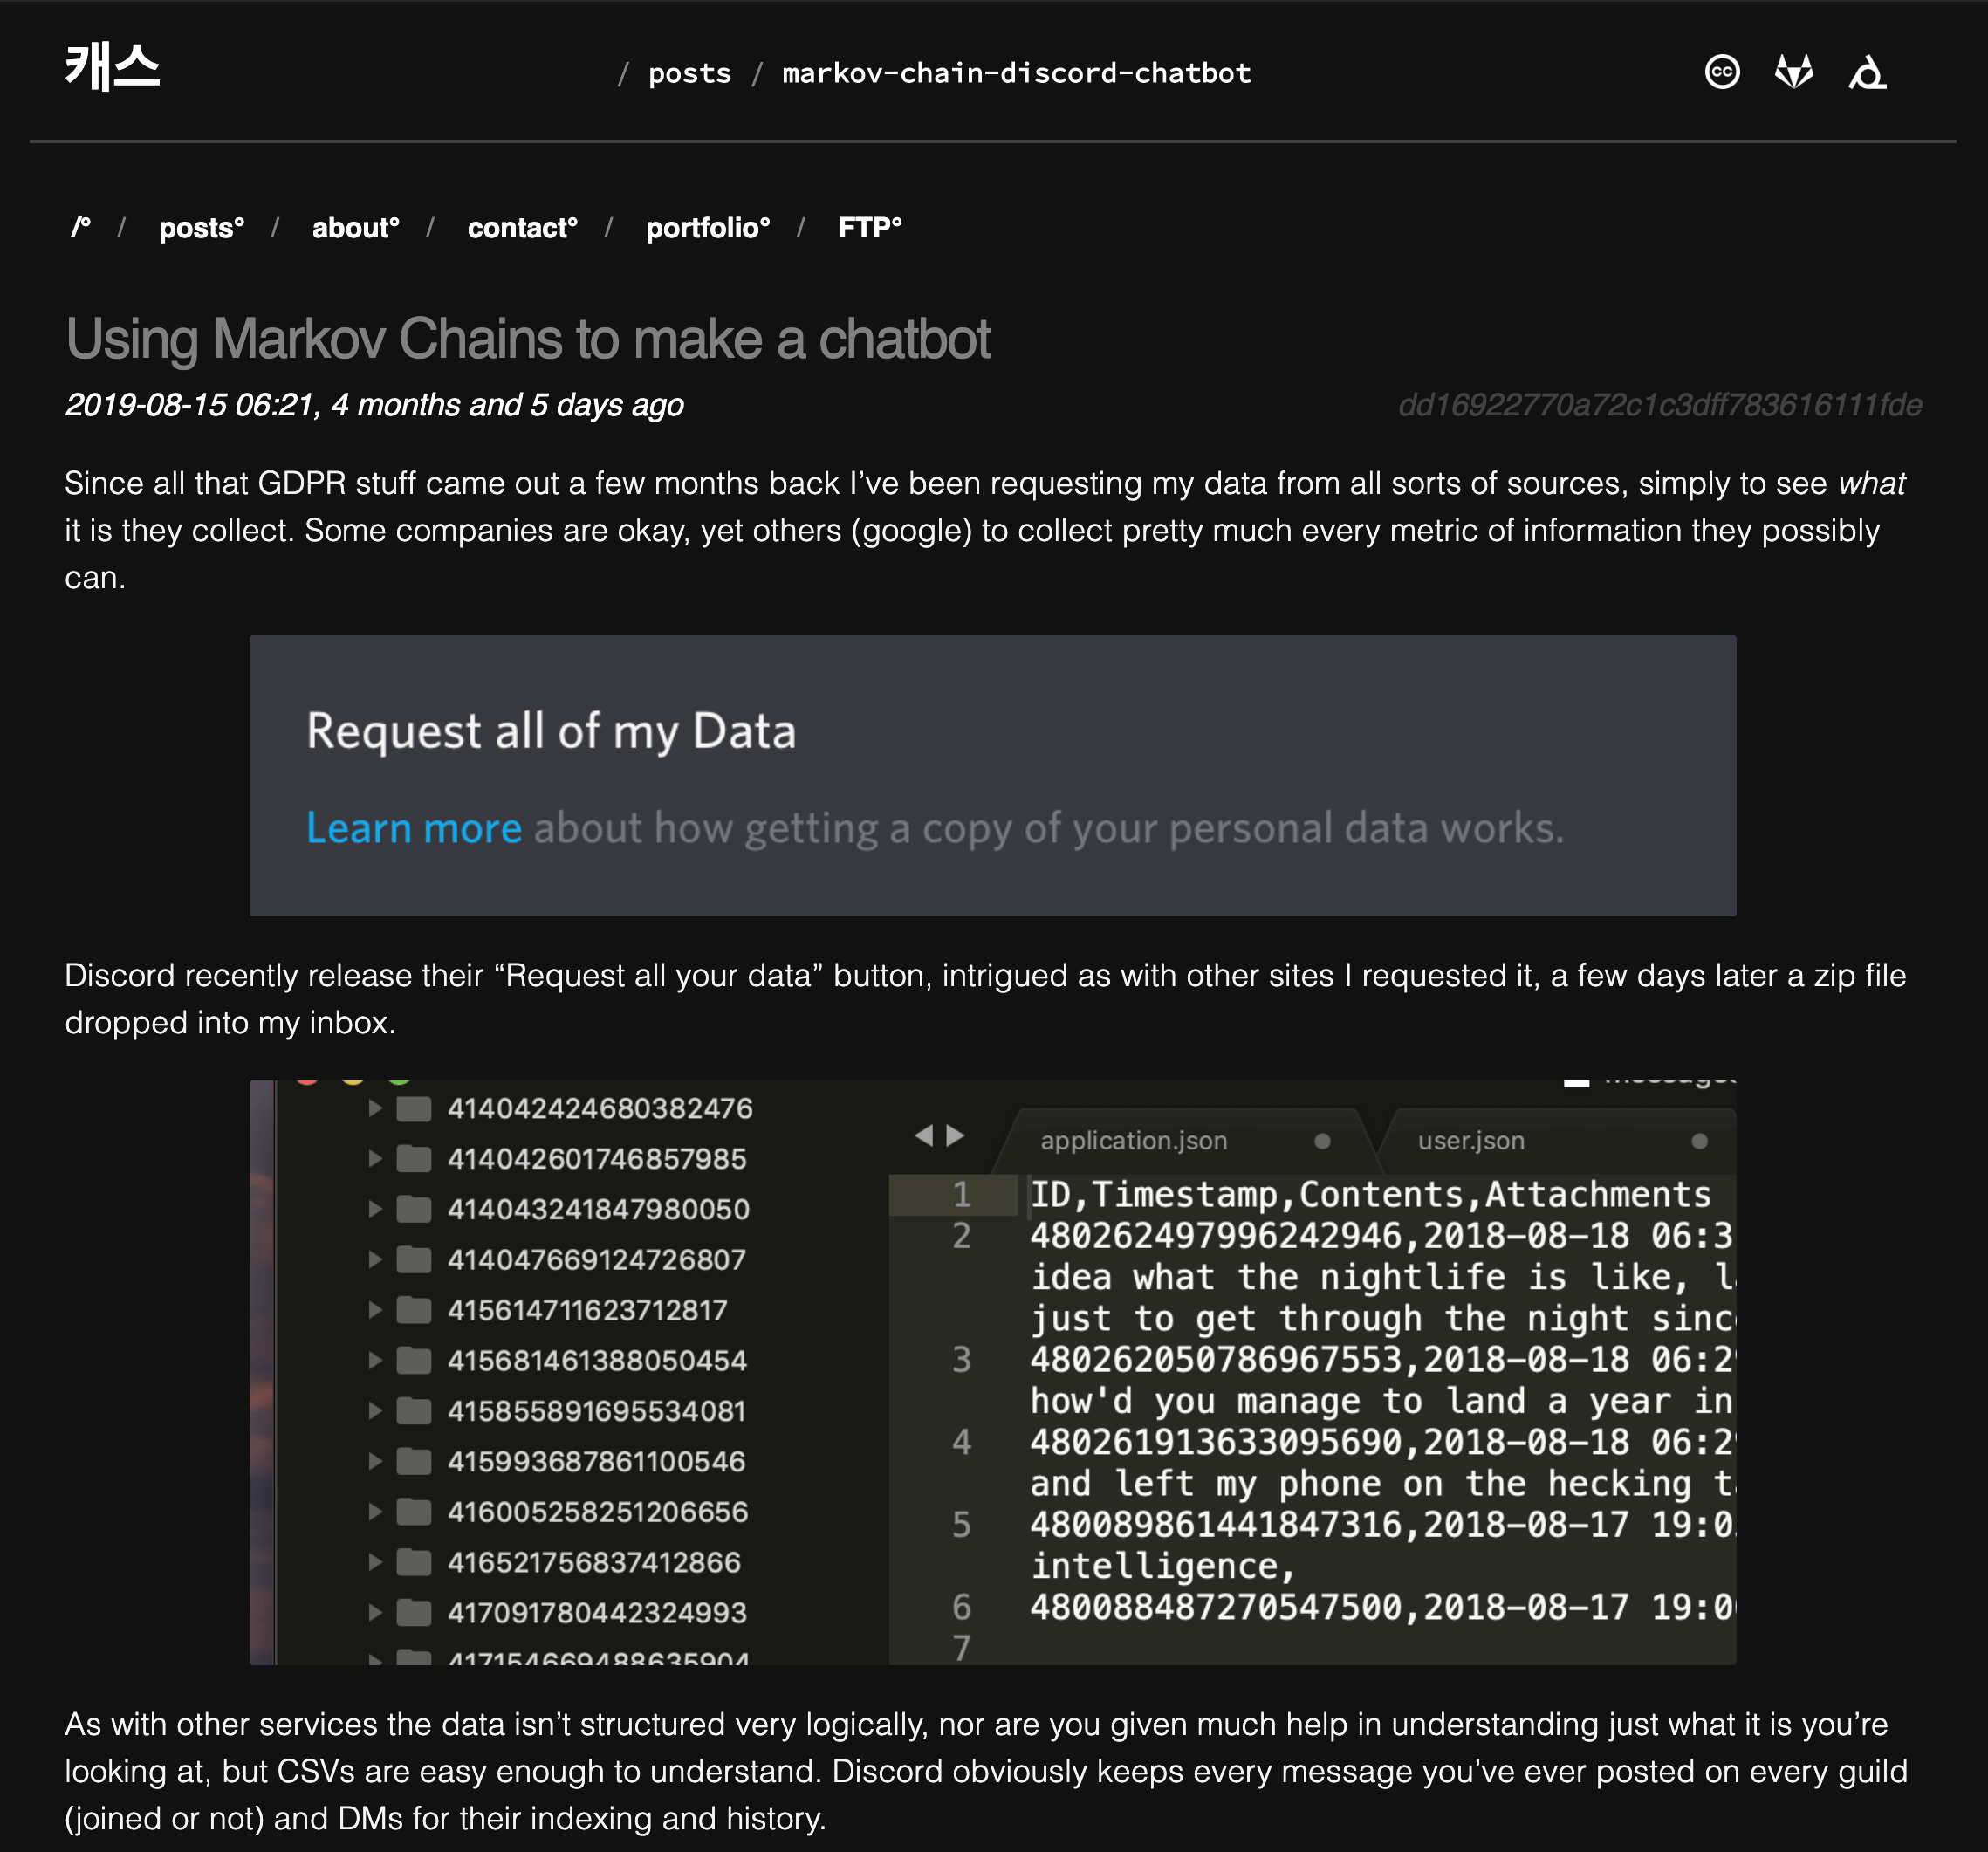 캐스
/ posts / markov-chain-discord-chatbot
/° / posts° / about° / contact° / portfolio° / FTP°
Using Markov Chains to make a chatbot
2019-08-15 06:21, 4 months and 5 days ago
dd16922770a72c1c3dff783616111fde
Since all that GDPR stuff came out a few months back I’ve been requesting my data from all sorts of sources, simply to see what
it is they collect. Some companies are okay, yet others (google) to collect pretty much every metric of information they possibly
can.
Request all of my Data
Learn more about how getting a copy of your personal data works.
Discord recently release their “Request all your data” button, intrigued as with other sites I requested it, a few days later a zip file
dropped into my inbox.
414042424680382476
414042601746857985
414043241847980050
414047669124726807
415614711623712817
415681461388050454
415855891695534081
415993687861100546
416005258251206656
416521756837412866
417091780442324993
417154669488635904
application.json
user.json
1 ID,Timestamp,Contents,Attachments
2 480262497996242946,2018-08-18 06:3
idea what the nightlife is like, l
just to get through the night sinc
3 480262050786967553,2018-08-18 06:2
how'd you manage to land a year in
4 480261913633095690,2018-08-18 06:2
and left my phone on the hecking t
5 480089861441847316,2018-08-17 19:0
intelligence,
6 480088487270547500,2018-08-17 19:0
7
As with other services the data isn’t structured very logically, nor are you given much help in understanding just what it is you’re
looking at, but CSVs are easy enough to understand. Discord obviously keeps every message you’ve ever posted on every guild
(joined or not) and DMs for their indexing and history.